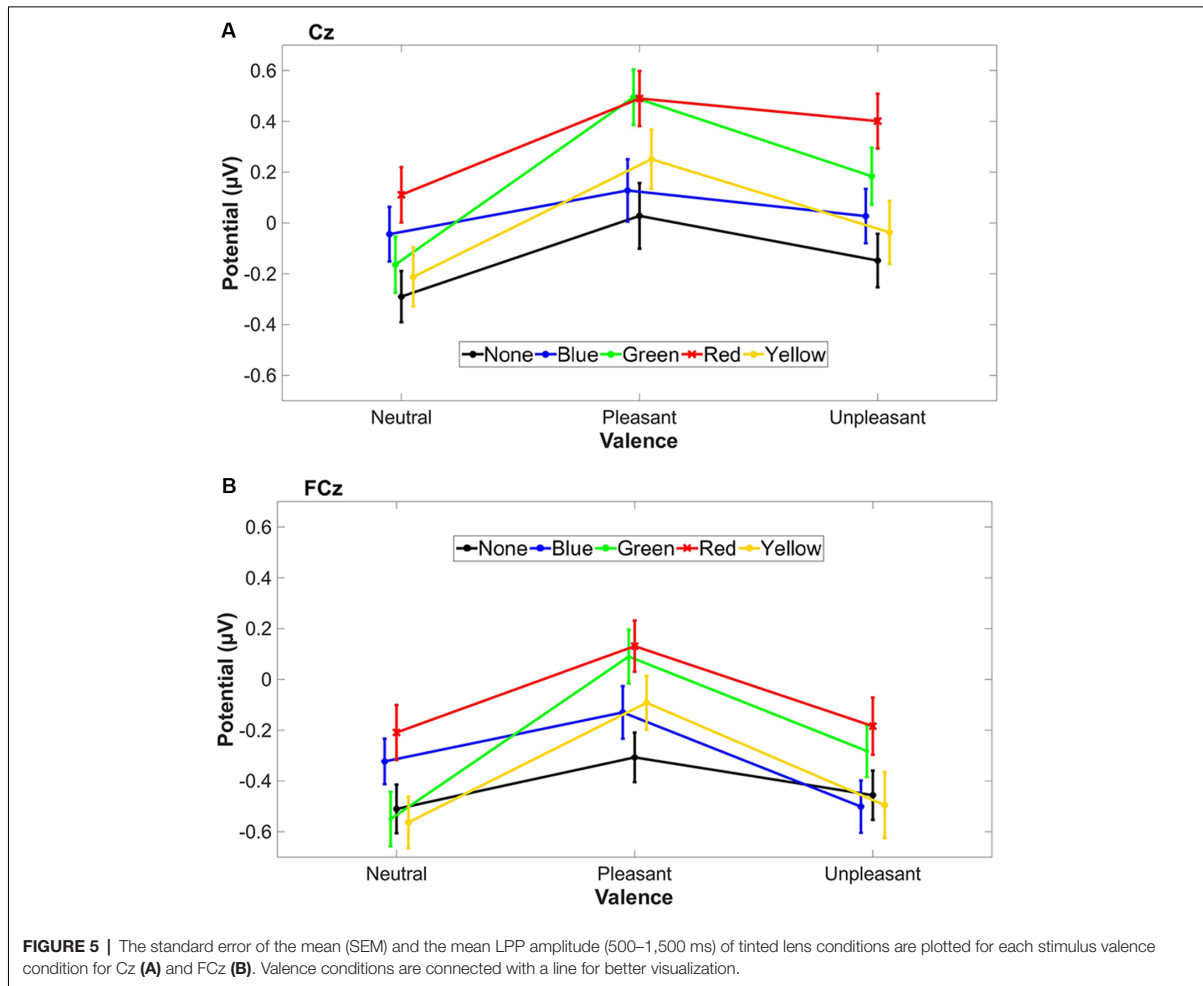 A
Cz
0.6
0.4
0.2
0
-0.2
-0.4
-0.6
Potential (µV)
None Blue Green Red Yellow
Neutral Pleasant Unpleasant
Valence
B
FCz
0.6
0.4
0.2
0
-0.2
-0.4
-0.6
Potential (µV)
None Blue Green Red Yellow
Neutral Pleasant Unpleasant
Valence
FIGURE 5 | The standard error of the mean (SEM) and the mean LPP amplitude (500–1,500 ms) of tinted lens conditions are plotted for each stimulus valence
condition for Cz (A) and FCz (B). Valence conditions are connected with a line for better visualization.